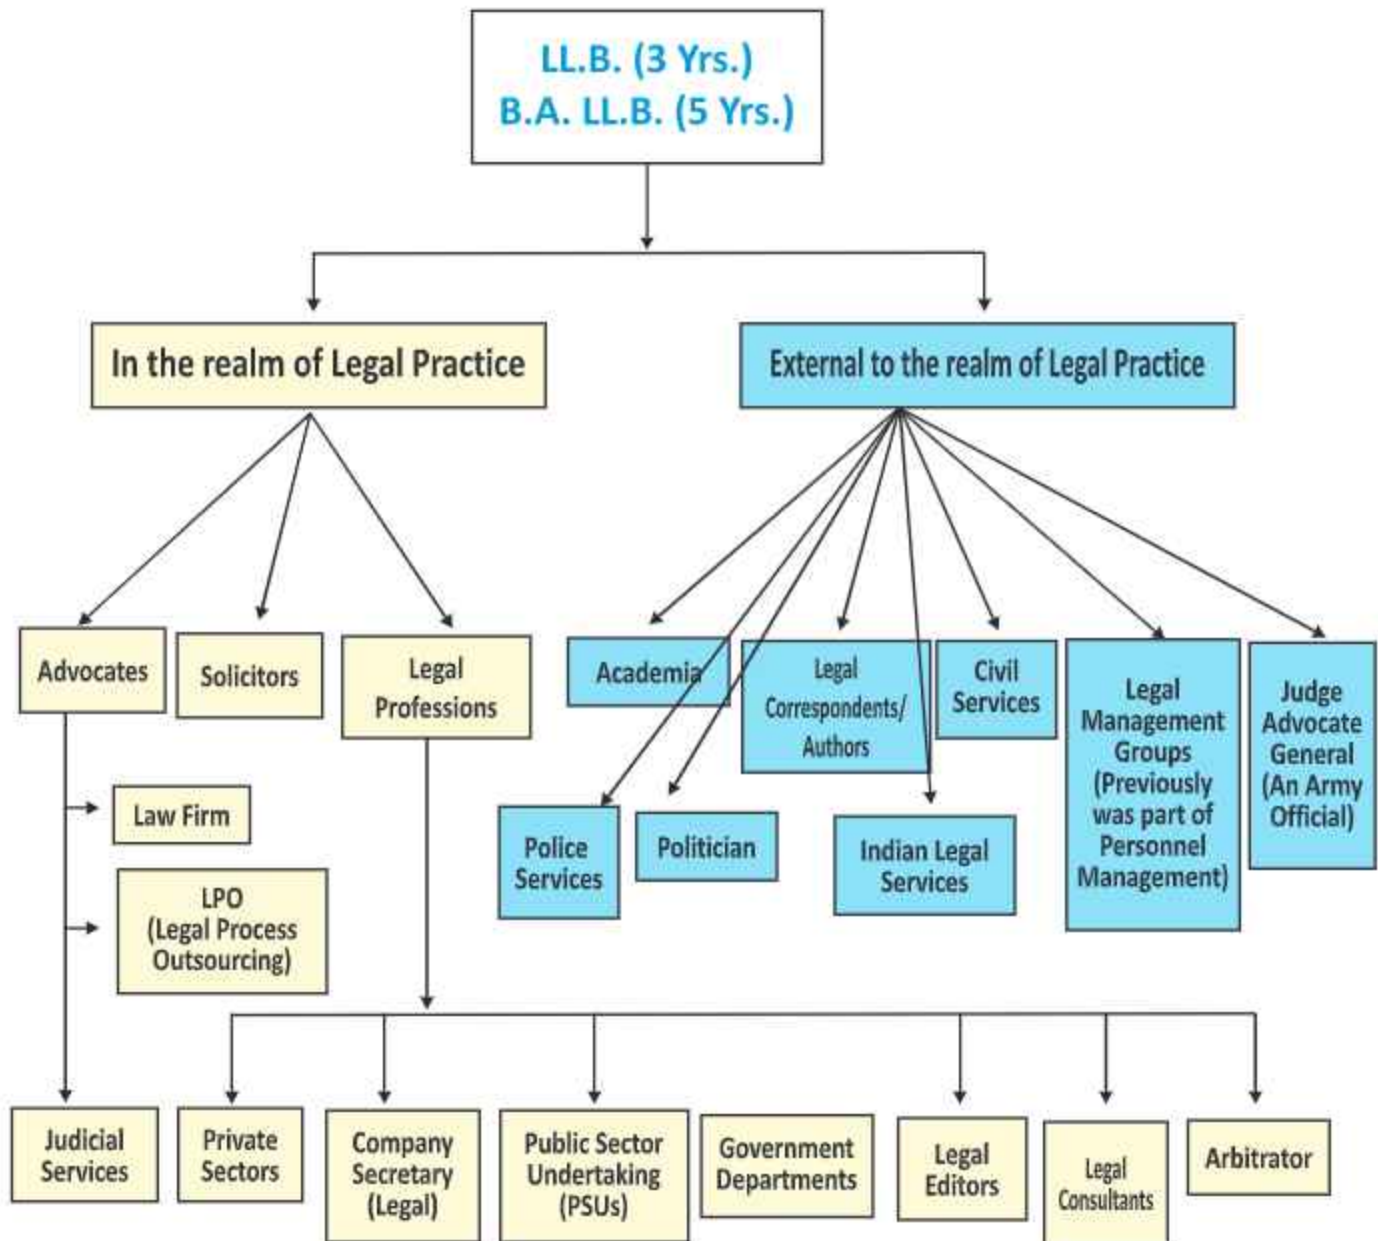 LL.B. (3 Yrs.)
B.A. LL.B. (5 Yrs.)
In the realm of Legal Practice
External to the realm of Legal Practice
Advocates
Solicitors
Legal
Professions
Academia
Legal
Correspondents/
Authors
Civil
Services
Legal
Management
Groups
(Previously
was part of
Personnel
Management)
Judge
Advocate
General
(An Army
Official)
Law Firm
LPO
(Legal Process
Outsourcing)
Police
Services
Politician
Indian Legal
Services
Judicial
Services
Private
Sectors
Company
Secretary
(Legal)
Public Sector
Undertaking
(PSUs)
Government
Departments
Legal
Editors
Legal
Consultants
Arbitrator